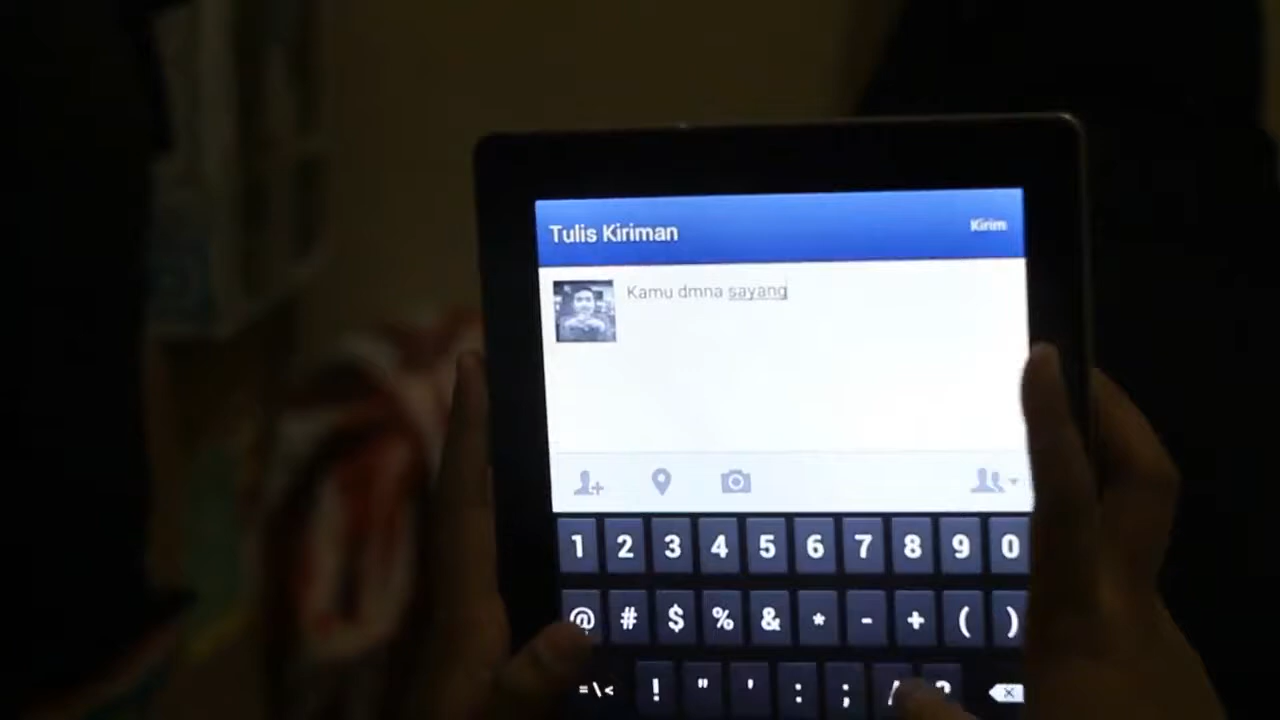 Tulis Kiriman
Kirim
Kamu dmna sayang
1 2 3 4 5 6 7 8 9 0
@ # $ % & * - + ( )
=\< ! " ' : ; / ?